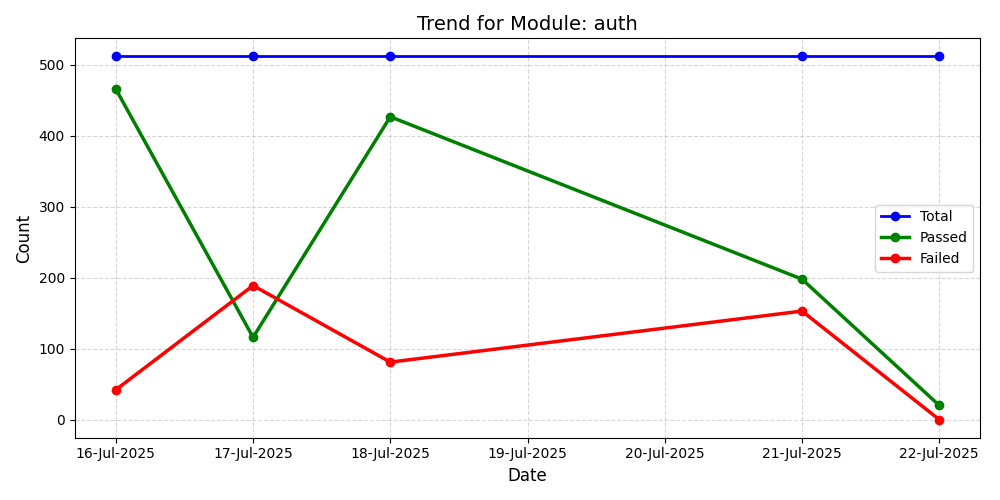 Trend for Module: auth
Count
500
400
300
200
100
0
Total
Passed
Failed
16-Jul-2025 17-Jul-2025 18-Jul-2025 19-Jul-2025 20-Jul-2025 21-Jul-2025 22-Jul-2025
Date